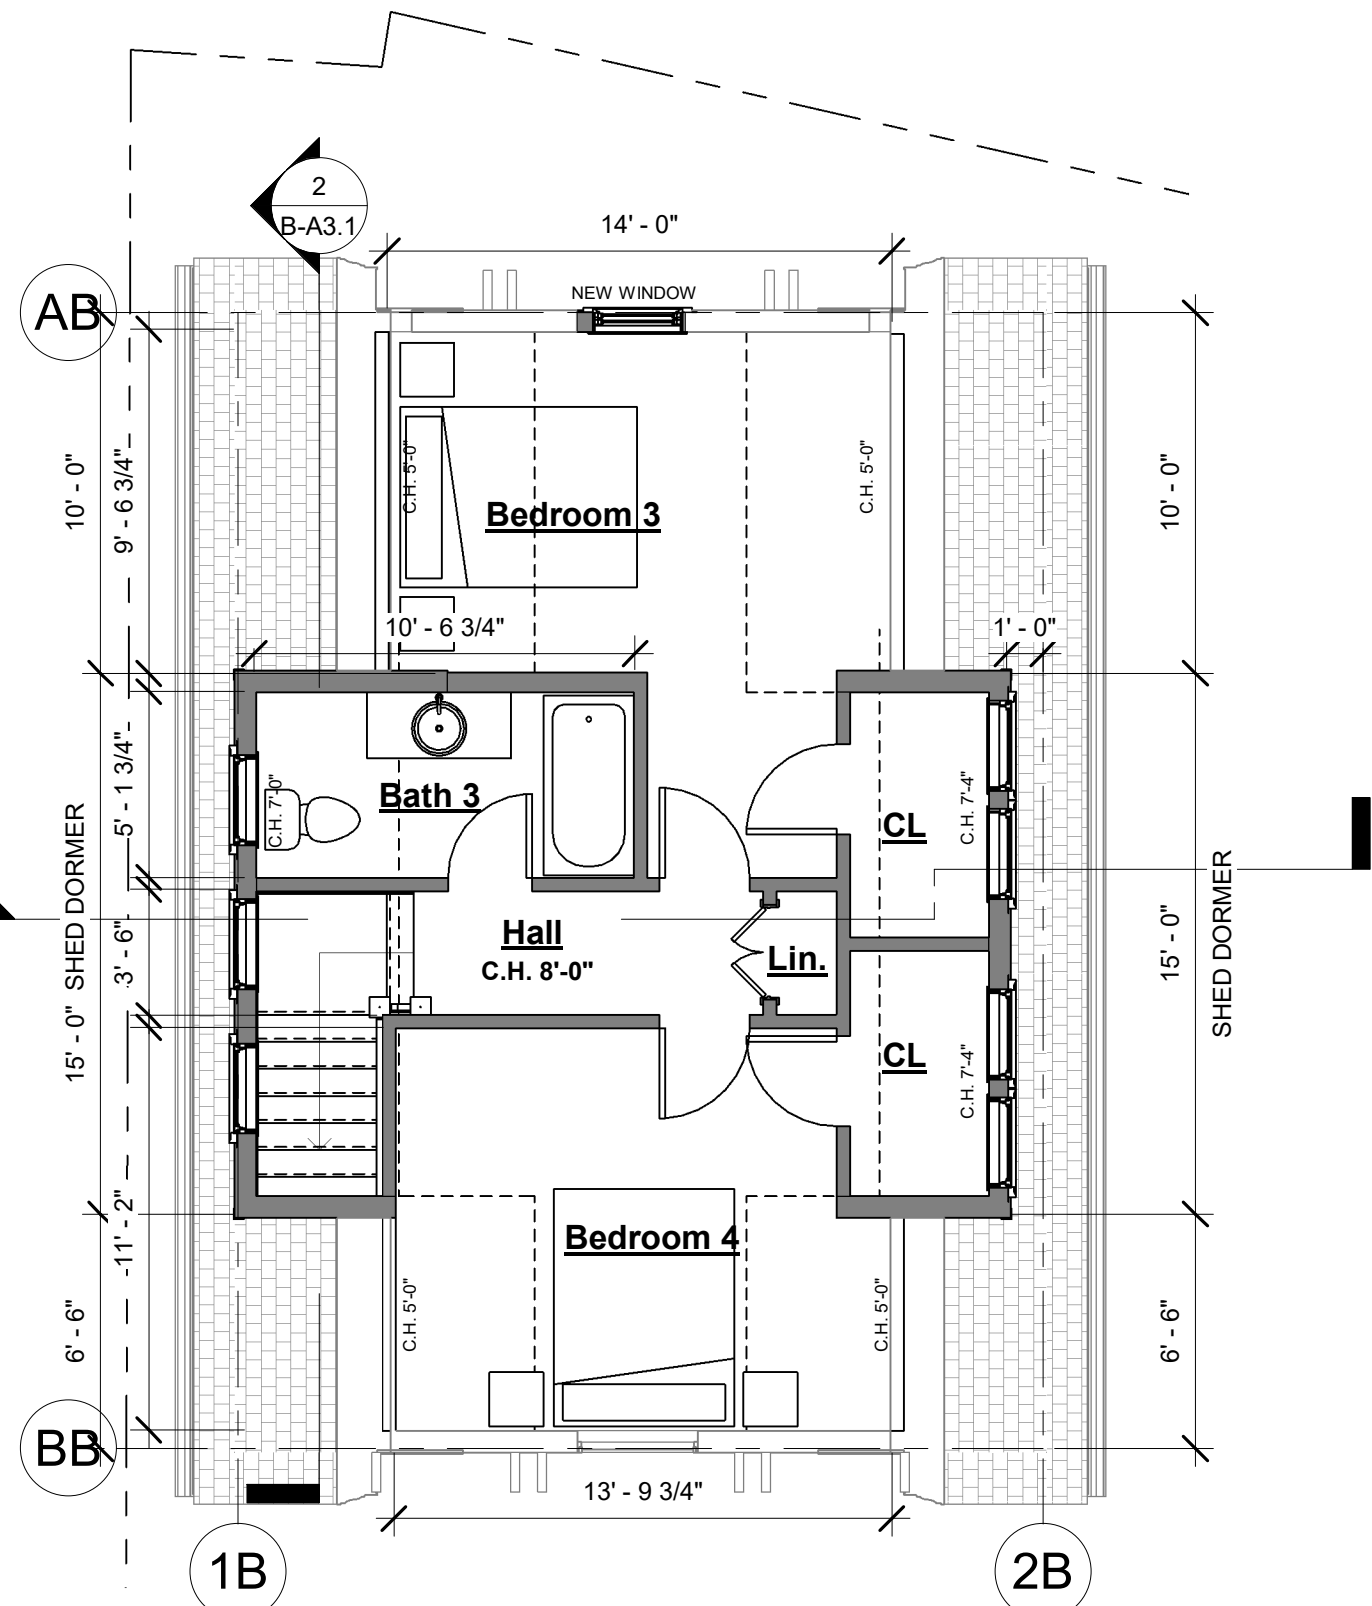 2
B-A3.1
14' - 0"
NEW WINDOW
AB
10' - 0"
9' - 6 3/4"
C.H. 5'-0"
C.H. 5'-0"
10' - 0"
Bedroom 3
10' - 6 3/4"
1' - 0"
5' - 1 3/4"
C.H. 7'-0"
Bath 3
CL
C.H. 7'-4"
15' - 0" SHED DORMER
3' - 6"
Hall
C.H. 8'-0"
Lin.
15' - 0"
SHED DORMER
CL
C.H. 7'-4"
11' - 2"
Bedroom 4
6' - 6"
C.H. 5'-0"
C.H. 5'-0"
6' - 6"
BB
13' - 9 3/4"
1B
2B